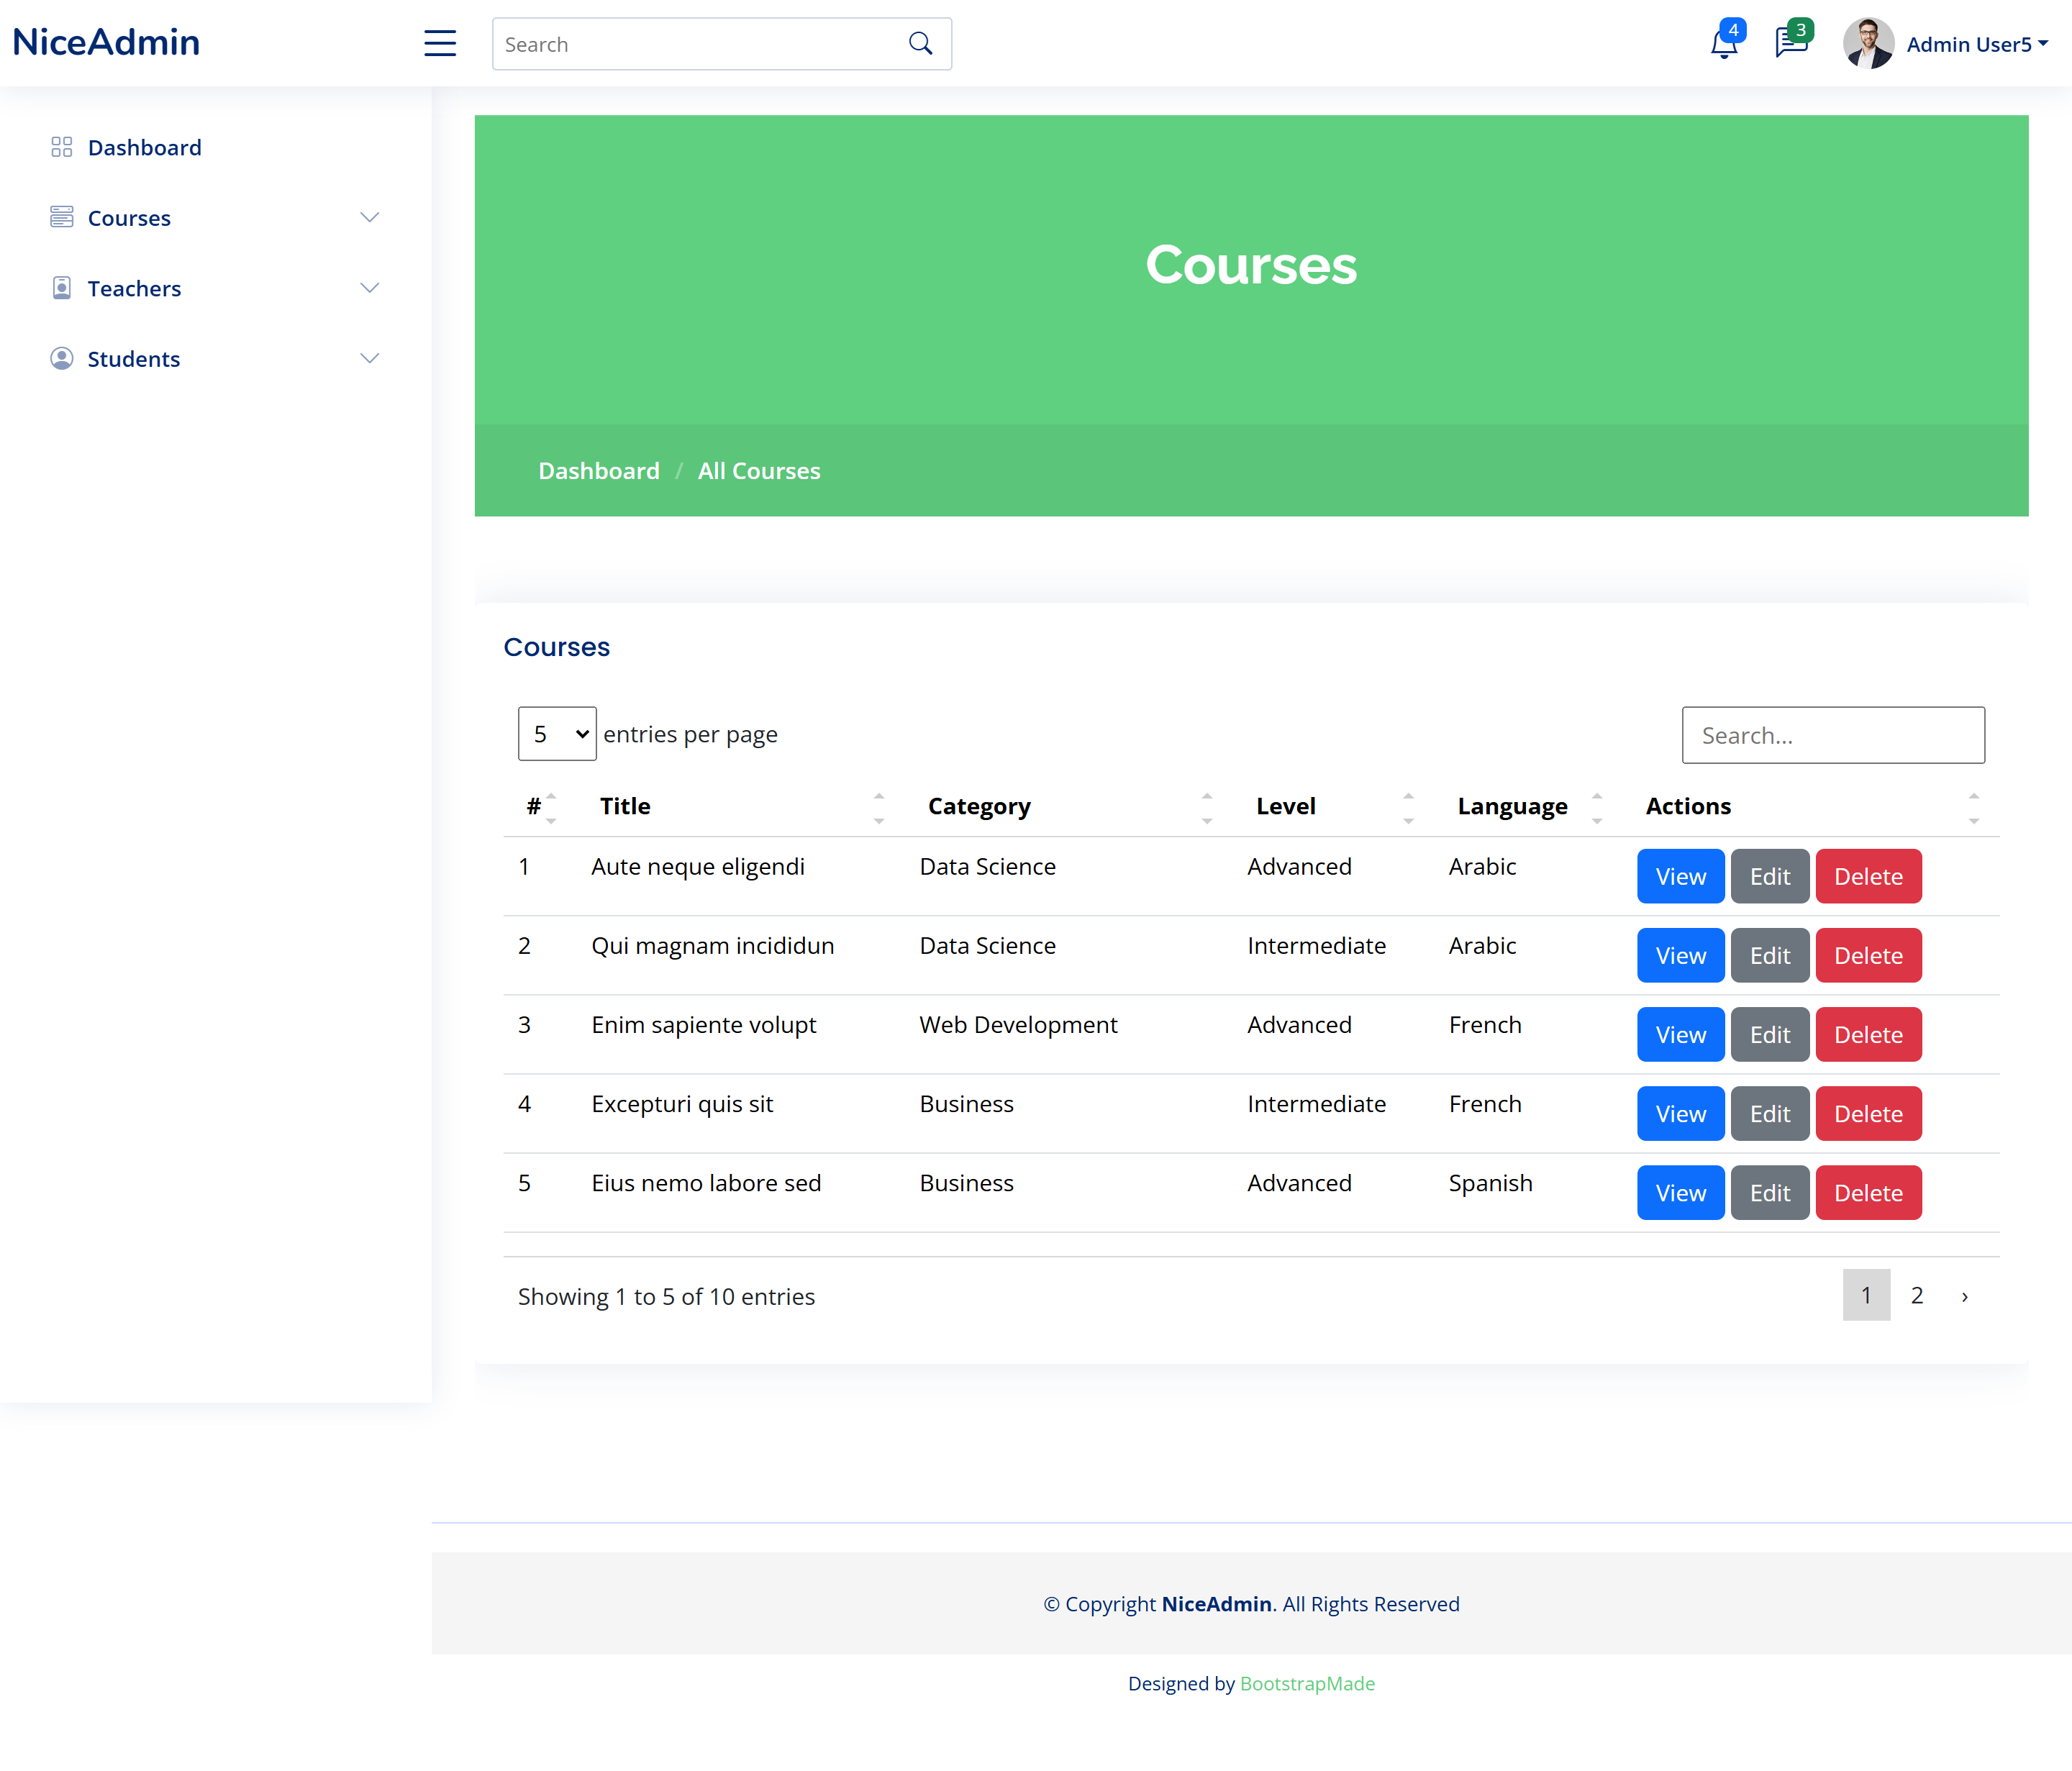 NiceAdmin
Search
4
3
Admin User5
Dashboard
Courses
Teachers
Students
Courses
Dashboard / All Courses
Courses
5 entries per page
Search...
# Title Category Level Language Actions
1 Aute neque eligendi Data Science Advanced Arabic View Edit Delete
2 Qui magnam incididun Data Science Intermediate Arabic View Edit Delete
3 Enim sapiente volupt Web Development Advanced French View Edit Delete
4 Excepturi quis sit Business Intermediate French View Edit Delete
5 Eius nemo labore sed Business Advanced Spanish View Edit Delete
Showing 1 to 5 of 10 entries
1 2 ›
© Copyright NiceAdmin. All Rights Reserved
Designed by BootstrapMade